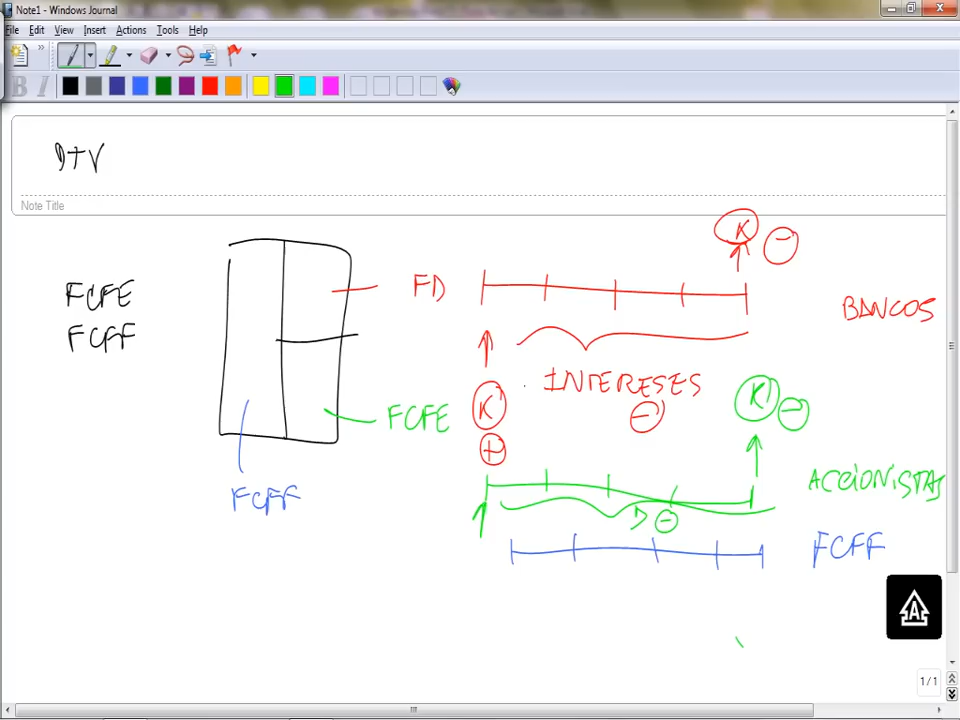 Note1 - Windows Journal
File Edit View Insert Actions Tools Help
B I
Note Title
K -
FCFE
FCFF
FD
BANCOS
K
+
INTERESES
-
K -
FCFE
ACCIONISTAS
D -
FCFF
FCFF
A
1/1